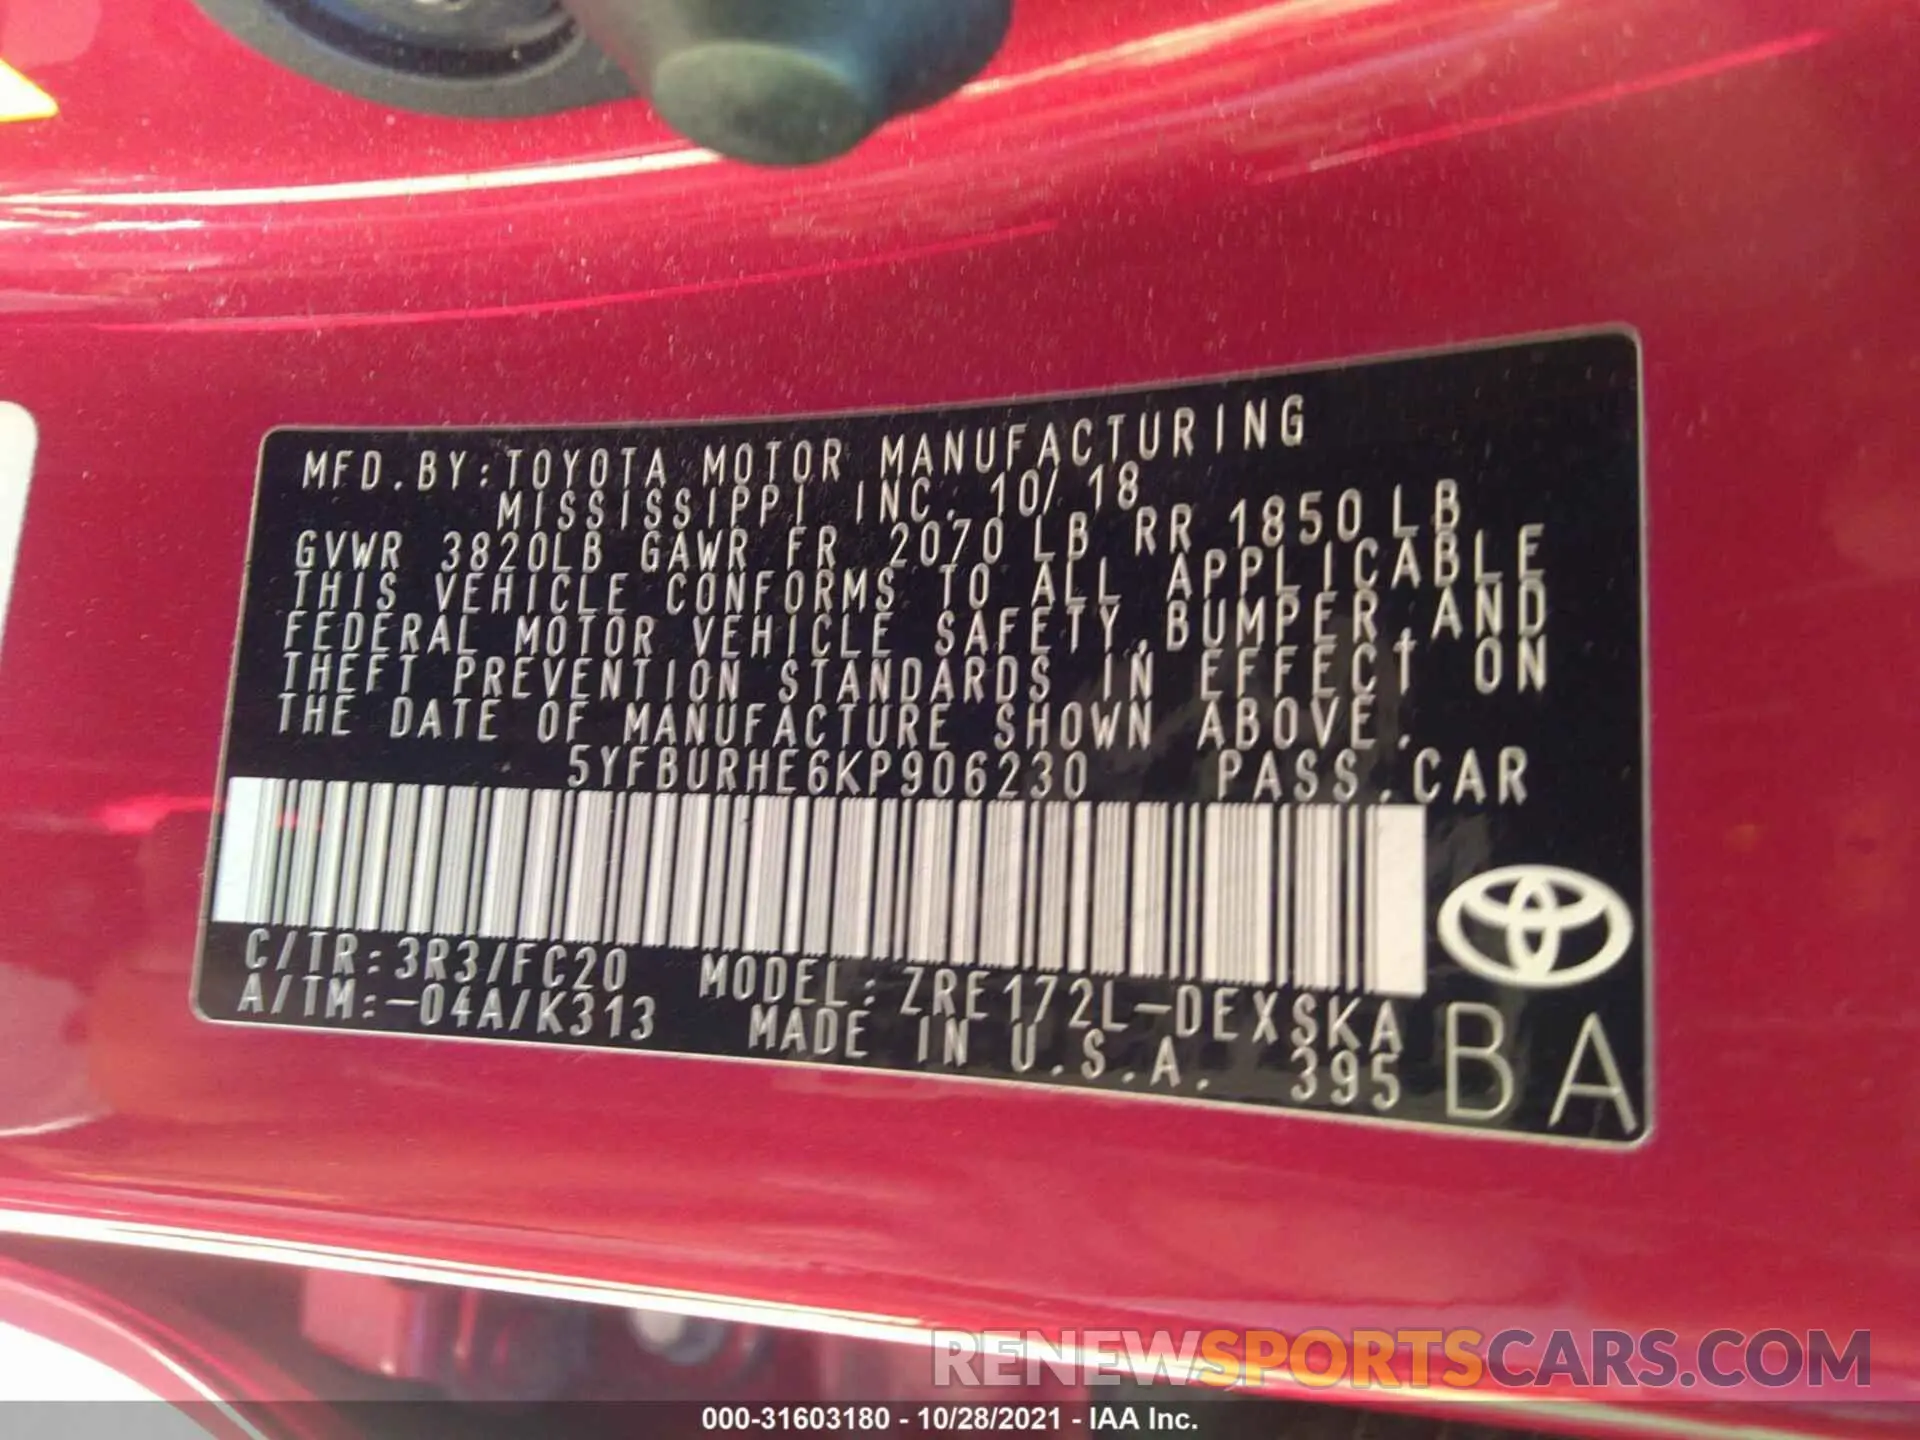 MFD.BY:TOYOTA MOTOR MANUFACTURING
MISSISSIPPI INC. 10/18
GVWR 3820LB GAWR FR 2070LB RR 1850LB
THIS VEHICLE CONFORMS TO ALL APPLICABLE
FEDERAL MOTOR VEHICLE SAFETY,BUMPER,AND
THEFT PREVENTION STANDARDS IN EFFECT ON
THE DATE OF MANUFACTURE SHOWN ABOVE.
5YFBURHE6KP906230 PASS.CAR
C/TR:3R3/FC20 MODEL:ZRE172L-DEXSKA
A/TM:-04A/K313 MADE IN U.S.A. 395
BA
RENEWSPORTSCARS.COM
000-31603180 - 10/28/2021 - IAA Inc.